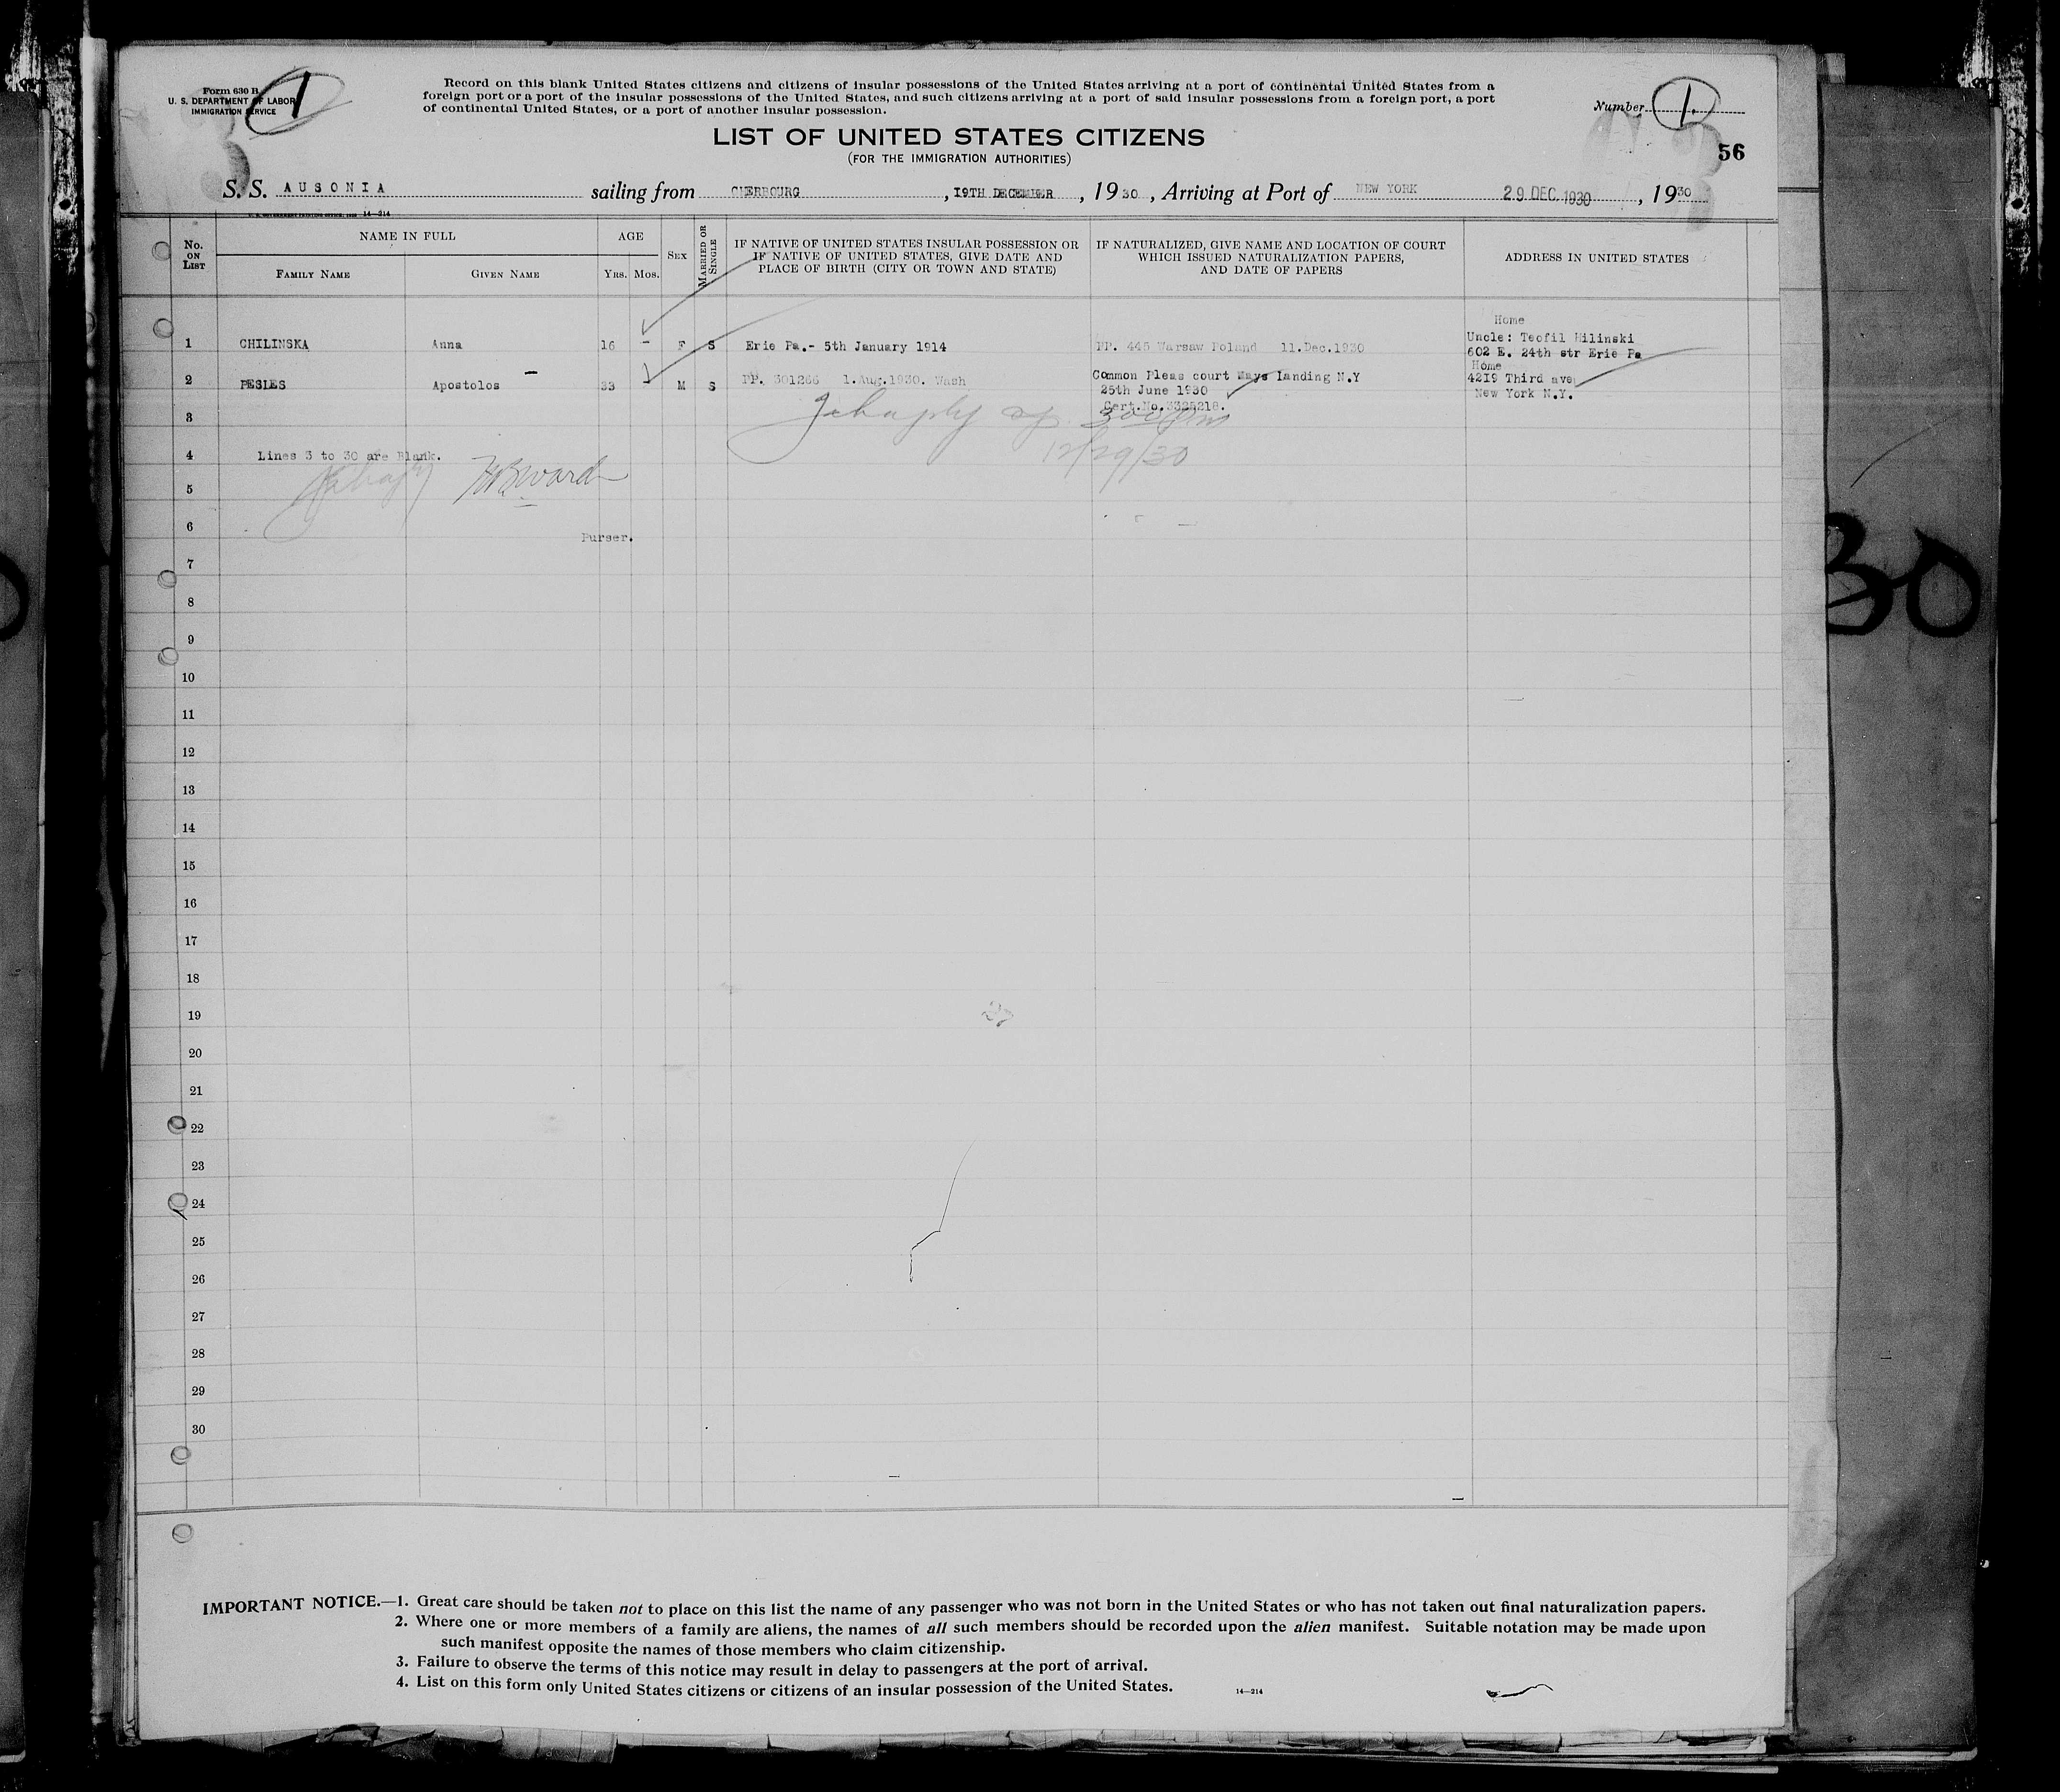 Form 630 B
U. S. DEPARTMENT OF LABOR
IMMIGRATION SERVICE
1
Record on this blank United States citizens and citizens of insular possessions of the United States arriving at a port of continental United States from a
foreign port or a port of the insular possessions of the United States, and such citizens arriving at a port of said insular possessions from a foreign port, a port
of continental United States, or a port of another insular possession.
Number 1.
LIST OF UNITED STATES CITIZENS
(FOR THE IMMIGRATION AUTHORITIES)
56
S. S. AUSONIA sailing from CHERBOURG, 19TH DECEMBER, 1930, Arriving at Port of NEW YORK 29 DEC. 1930, 1930
14—214
No. ON LIST
NAME IN FULL
FAMILY NAME
GIVEN NAME
AGE
YRS. MOS.
SEX
MARRIED OR SINGLE
IF NATIVE OF UNITED STATES INSULAR POSSESSION OR
IF NATIVE OF UNITED STATES, GIVE DATE AND
PLACE OF BIRTH (CITY OR TOWN AND STATE)
IF NATURALIZED, GIVE NAME AND LOCATION OF COURT
WHICH ISSUED NATURALIZATION PAPERS,
AND DATE OF PAPERS
ADDRESS IN UNITED STATES
Home
1 CHILINSKA Anna 16 - F S Erie Pa.- 5th January 1914 PP. 445 Warsaw Poland 11.Dec.1930 Uncle: Teofil Hilinski
602 E. 24th str Erie Pa
Home
2 PESIES Apostolos 33 - M S PP. 301266 1.Aug.1930. Wash Common Pleas court Mays Landing N.Y 4219 Third ave
25th June 1930 New York N.Y.
Cert.No.3325218.
3
12/29/30
4 Lines 3 to 30 are Blank.
5
6
Purser.
7
8
9
10
11
12
13
14
15
16
17
18
19
20
21
22
23
24
25
26
27
28
29
30
IMPORTANT NOTICE.—1. Great care should be taken not to place on this list the name of any passenger who was not born in the United States or who has not taken out final naturalization papers.
2. Where one or more members of a family are aliens, the names of all such members should be recorded upon the alien manifest. Suitable notation may be made upon
such manifest opposite the names of those members who claim citizenship.
3. Failure to observe the terms of this notice may result in delay to passengers at the port of arrival.
4. List on this form only United States citizens or citizens of an insular possession of the United States.
14—214
30